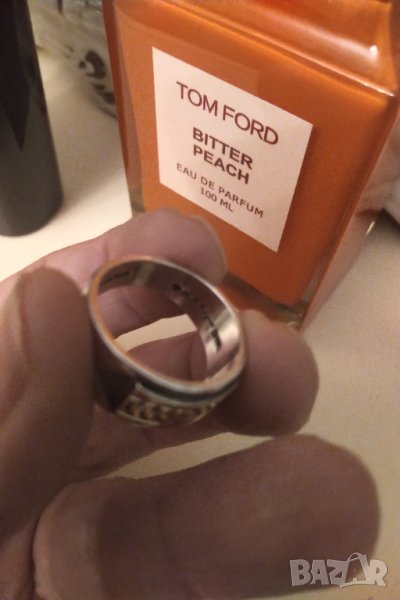 TOM FORD
BITTER
PEACH
EAU DE PARFUM
100 ML
BAZAR